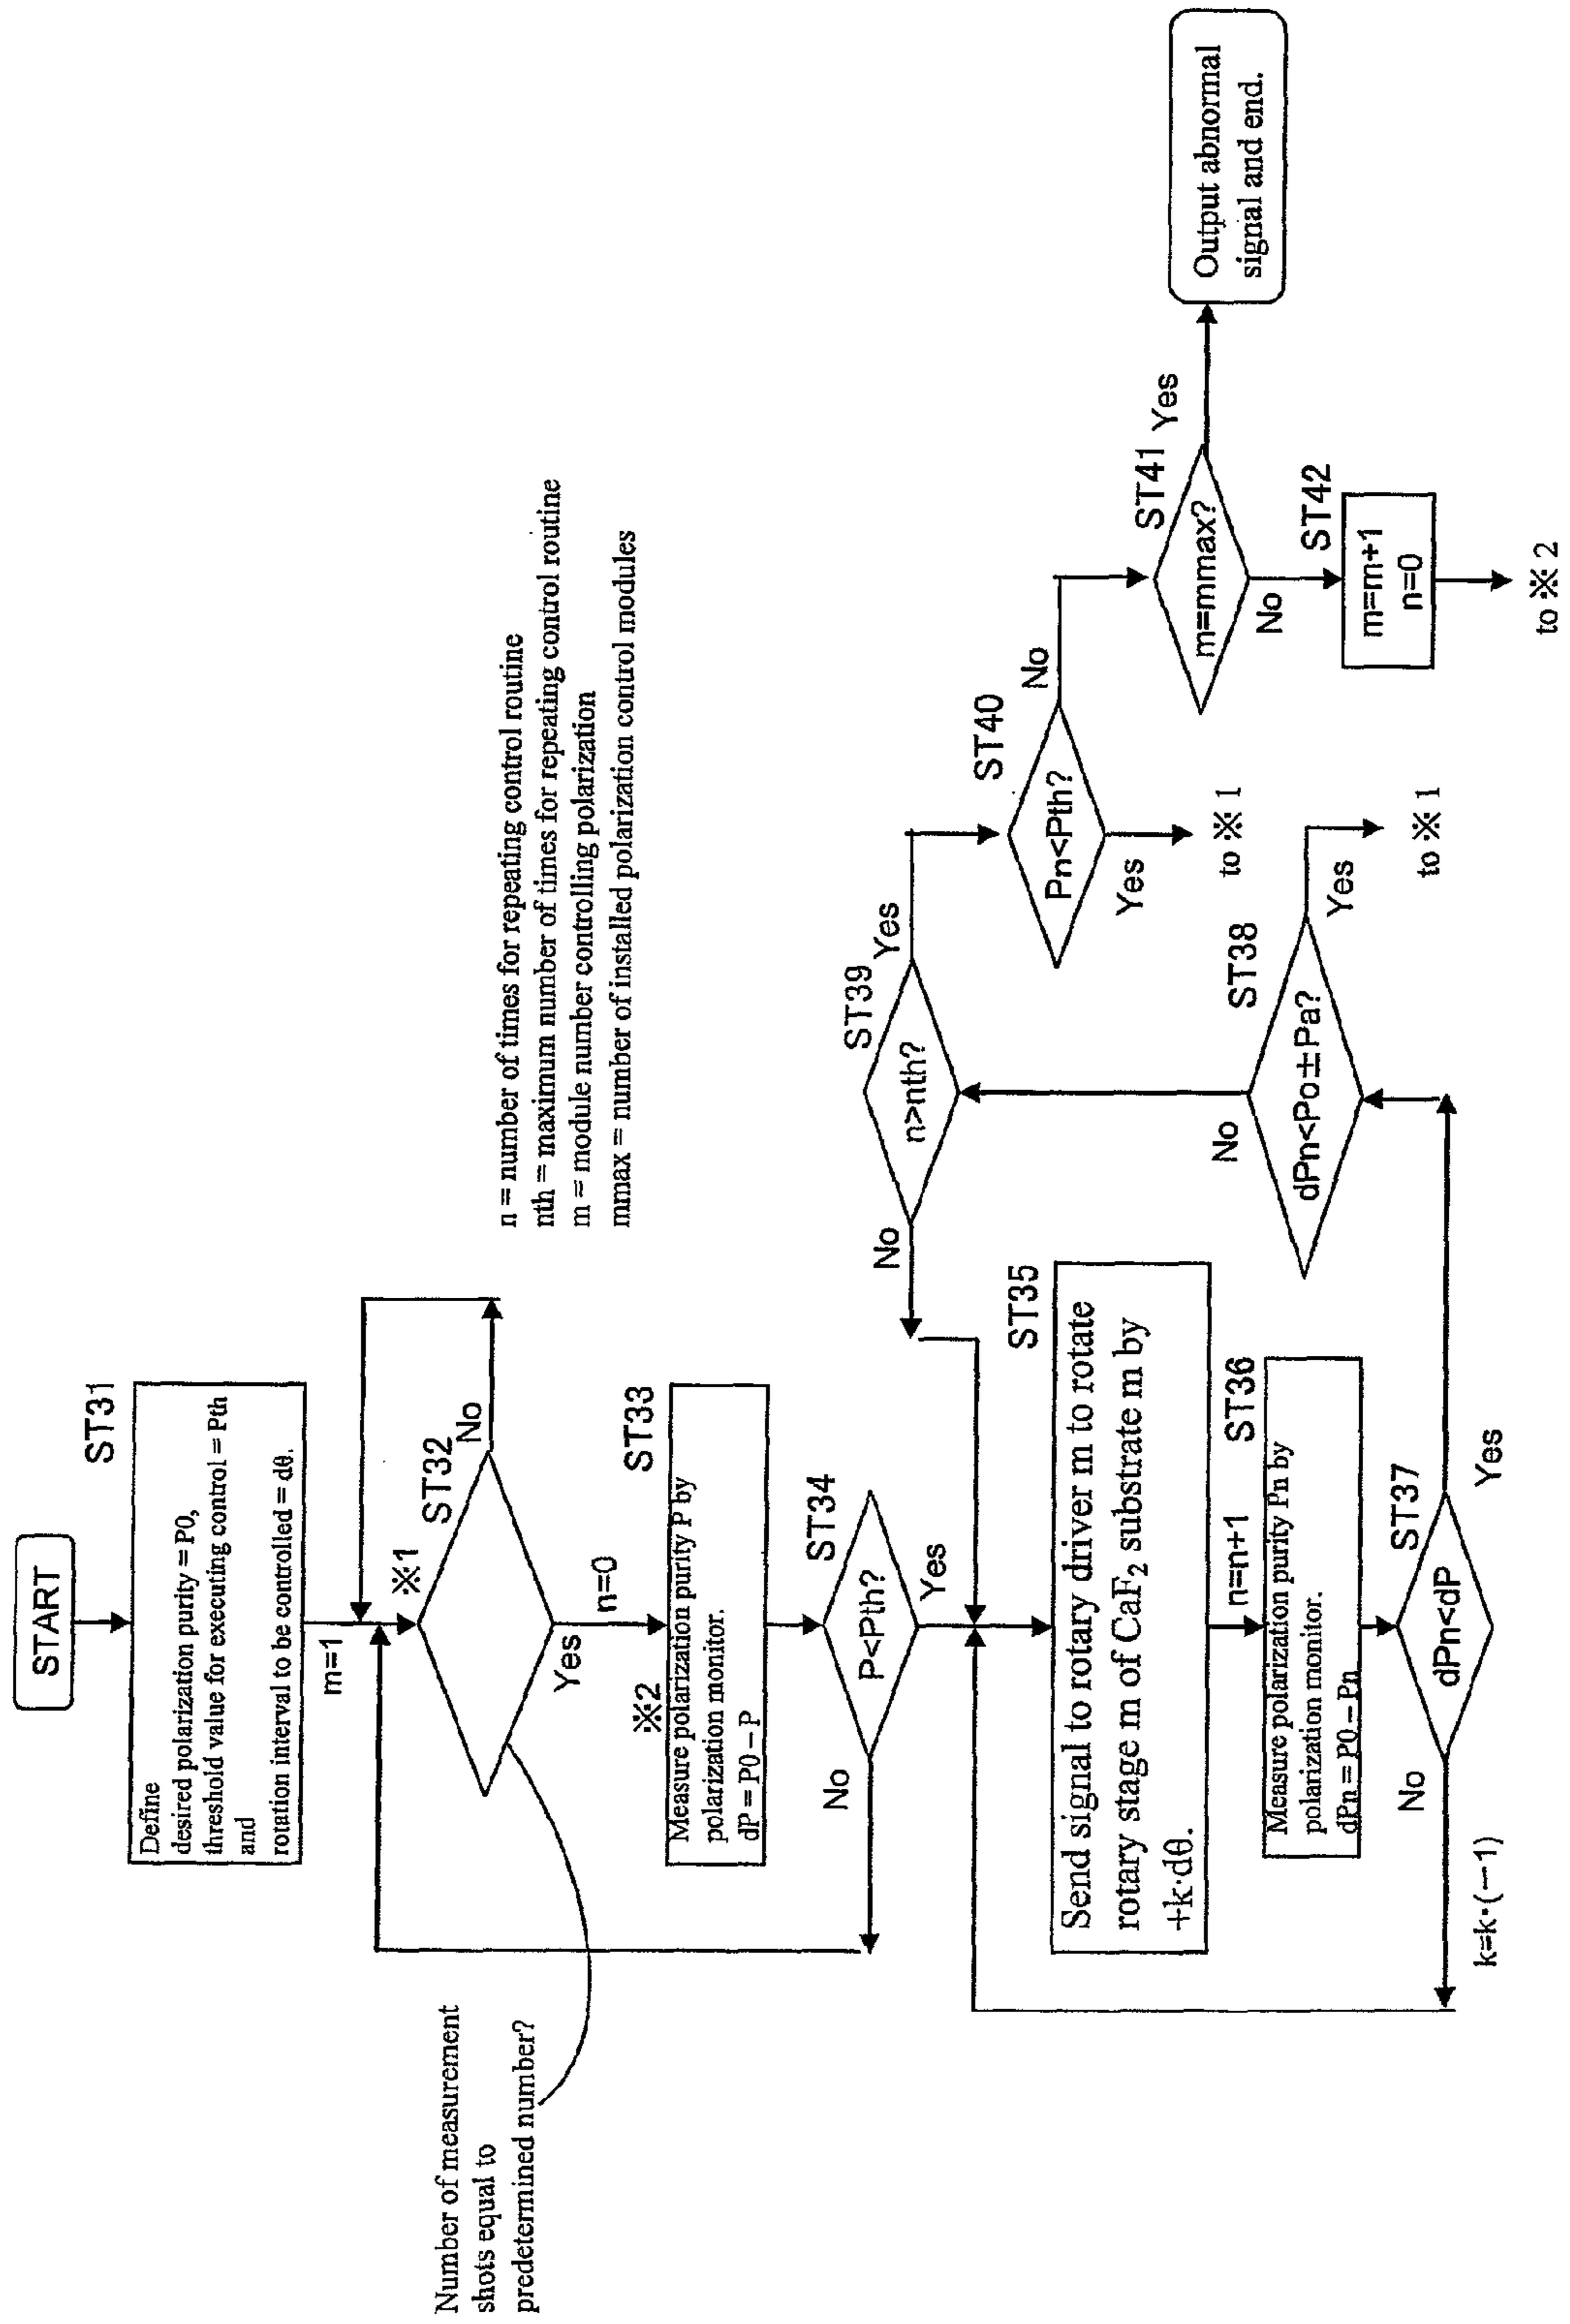 START
ST31
Define
desired polarization purity = P0,
threshold value for executing control = Pth
and
rotation interval to be controlled = dθ.
m=1
※1
ST32
No
Number of measurement
shots equal to
predetermined number?
Yes
n=0
※2
ST33
Measure polarization purity P by
polarization monitor.
dP = P0 – P
ST34
P<Pth?
No
Yes
ST35
Send signal to rotary driver m to rotate
rotary stage m of CaF₂ substrate m by
+k·dθ.
n=n+1
ST36
Measure polarization purity Pn by
polarization monitor.
dPn = P0 – Pn
ST37
dPn<dP
No
Yes
k=k·(−1)
n = number of times for repeating control routine
nth = maximum number of times for repeating control routine
m = module number controlling polarization
mmax = number of installed polarization control modules
ST39
n>nth?
No
Yes
ST38
dPn<Po±Pa?
No
Yes
to ※1
ST40
Pn<Pth?
No
Yes
to ※1
ST41
m=mmax?
Yes
No
Output abnormal
signal and end.
ST42
m=m+1
n=0
to ※2